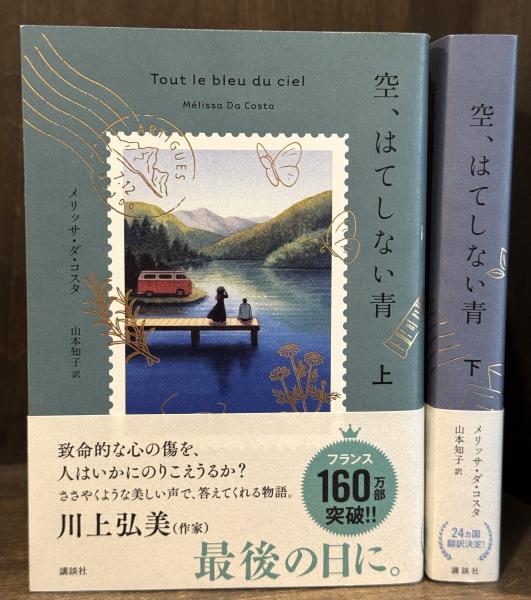 Tout le bleu du ciel
Mélissa Da Costa
空、はてしない青 上
メリッサ・ダ・コスタ
山本知子 訳
ARTIGUES
致命的な心の傷を、
人はいかにのりこえうるか？
ささやくような美しい声で、答えてくれる物語。
川上弘美(作家)
フランス
160万部
突破!!
最後の日に。
講談社
空、はてしない青 下
メリッサ・ダ・コスタ
山本知子 訳
24ヵ国
翻訳決定!
講談社